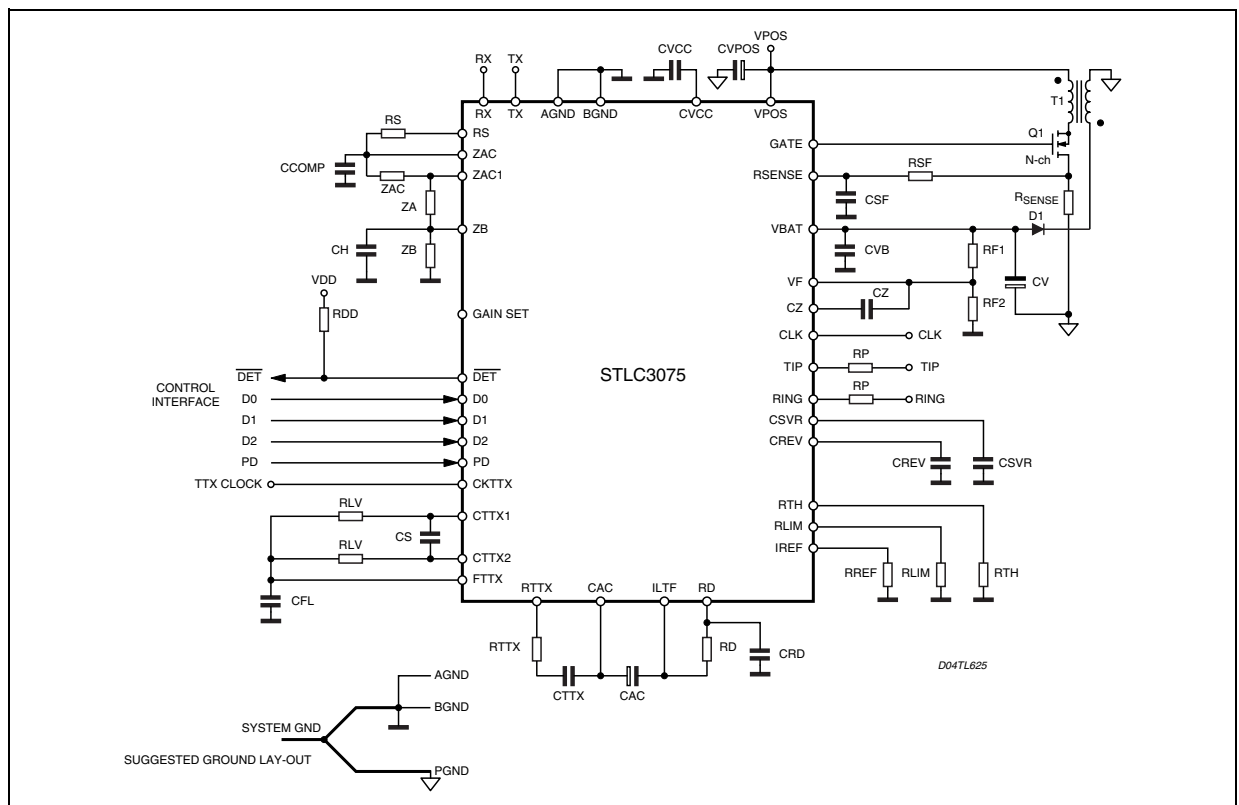 VPOS
RX
TX
CVCC
CVPOS
RX
TX
AGND
BGND
CVCC
VPOS
T1
RS
RS
GATE
Q1
N-ch
CCOMP
ZAC
ZAC
ZAC1
RSENSE
RSF
CSF
RSENSE
ZA
D1
CH
ZB
ZB
VBAT
CVB
RF1
CV
VDD
RDD
VF
CZ
CZ
RF2
GAIN SET
CLK
CLK
STLC3075
TIP
RP
TIP
CONTROL
INTERFACE
DET
DET
RING
RP
RING
D0
D0
D1
D1
CSVR
D2
D2
CREV
CREV
CSVR
PD
PD
TTX CLOCK
CKTTX
RLV
CTTX1
CS
RLV
CTTX2
FTTX
CFL
RTH
RLIM
IREF
RREF
RLIM
RTH
RTTX
CAC
ILTF
RD
RTTX
RD
CRD
CTTX
CAC
D04TL625
AGND
BGND
SYSTEM GND
SUGGESTED GROUND LAY-OUT
PGND